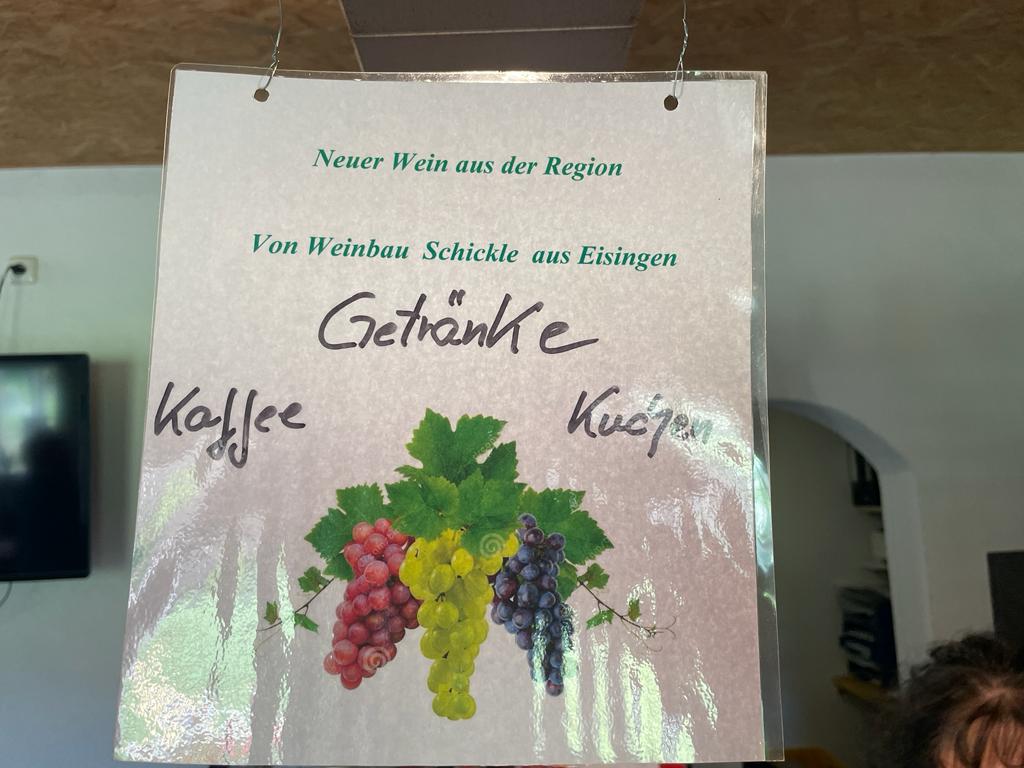 Neuer Wein aus der Region
Von Weinbau Schickle aus Eisingen
Getränke
Kaffee
Kuchen